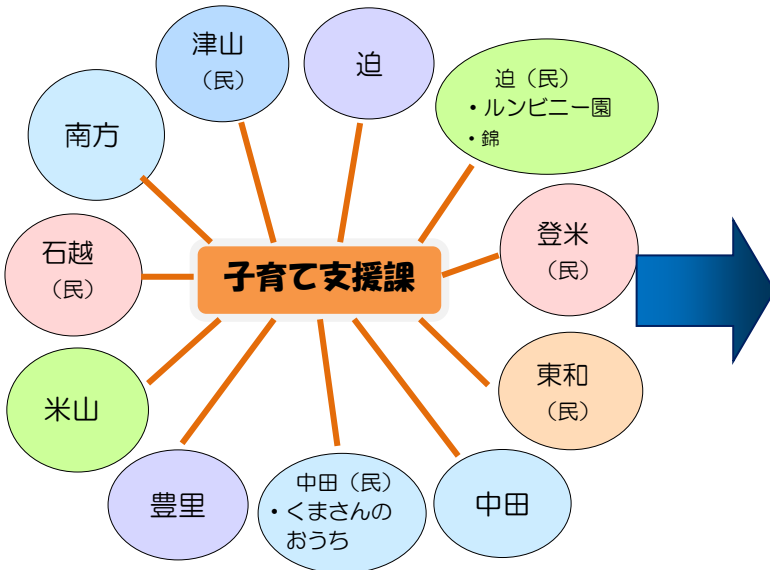 津山
（民）
迫
迫（民）
・ルンビニー園
・錦
南方
登米
（民）
石越
（民）
子育て支援課
東和
（民）
米山
豊里
中田（民）
・くまさんの
おうち
中田